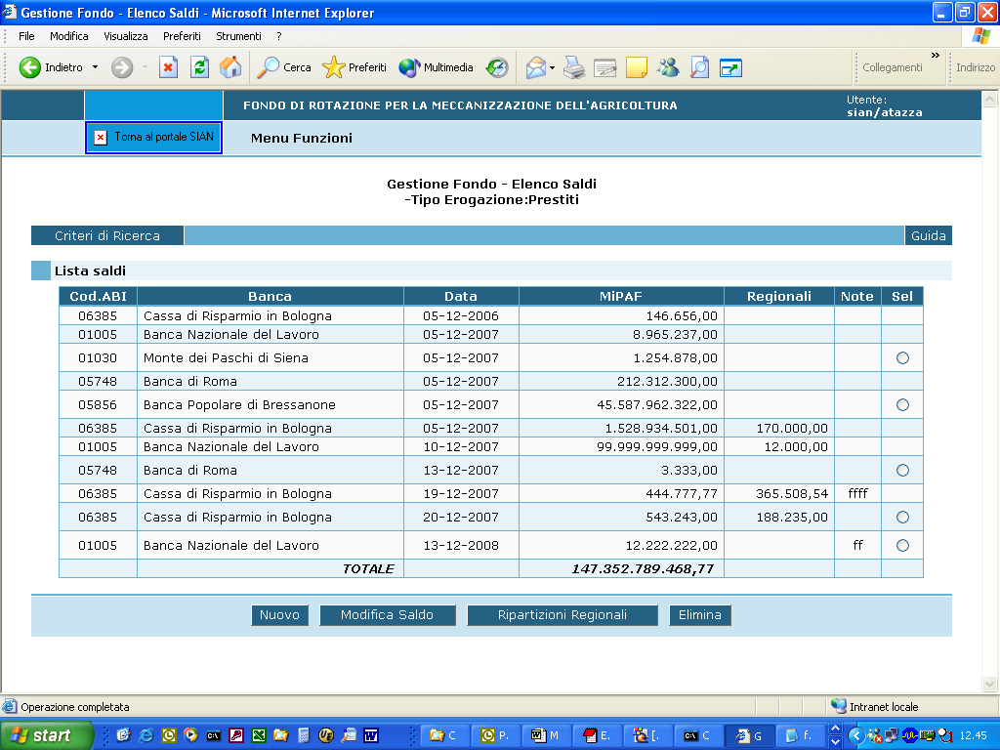 Gestione Fondo - Elenco Saldi - Microsoft Internet Explorer
File Modifica Visualizza Preferiti Strumenti ?
Indietro Cerca Preferiti Multimedia Collegamenti » Indirizzo
FONDO DI ROTAZIONE PER LA MECCANIZZAZIONE DELL'AGRICOLTURA
Utente:
sian/atazza
Torna al portale SIAN Menu Funzioni
Gestione Fondo - Elenco Saldi
-Tipo Erogazione:Prestiti
Criteri di Ricerca Guida
Lista saldi
Cod.ABI Banca Data MiPAF Regionali Note Sel
06385 Cassa di Risparmio in Bologna 05-12-2006 146.656,00
01005 Banca Nazionale del Lavoro 05-12-2007 8.965.237,00
01030 Monte dei Paschi di Siena 05-12-2007 1.254.878,00
05748 Banca di Roma 05-12-2007 212.312.300,00
05856 Banca Popolare di Bressanone 05-12-2007 45.587.962.322,00
06385 Cassa di Risparmio in Bologna 05-12-2007 1.528.934.501,00 170.000,00
01005 Banca Nazionale del Lavoro 10-12-2007 99.999.999.999,00 12.000,00
05748 Banca di Roma 13-12-2007 3.333,00
06385 Cassa di Risparmio in Bologna 19-12-2007 444.777,77 365.508,54 ffff
06385 Cassa di Risparmio in Bologna 20-12-2007 543.243,00 188.235,00
01005 Banca Nazionale del Lavoro 13-12-2008 12.222.222,00 ff
TOTALE 147.352.789.468,77
Nuovo Modifica Saldo Ripartizioni Regionali Elimina
Operazione completata Intranet locale
start C P. M E. [. C G f. 12.45